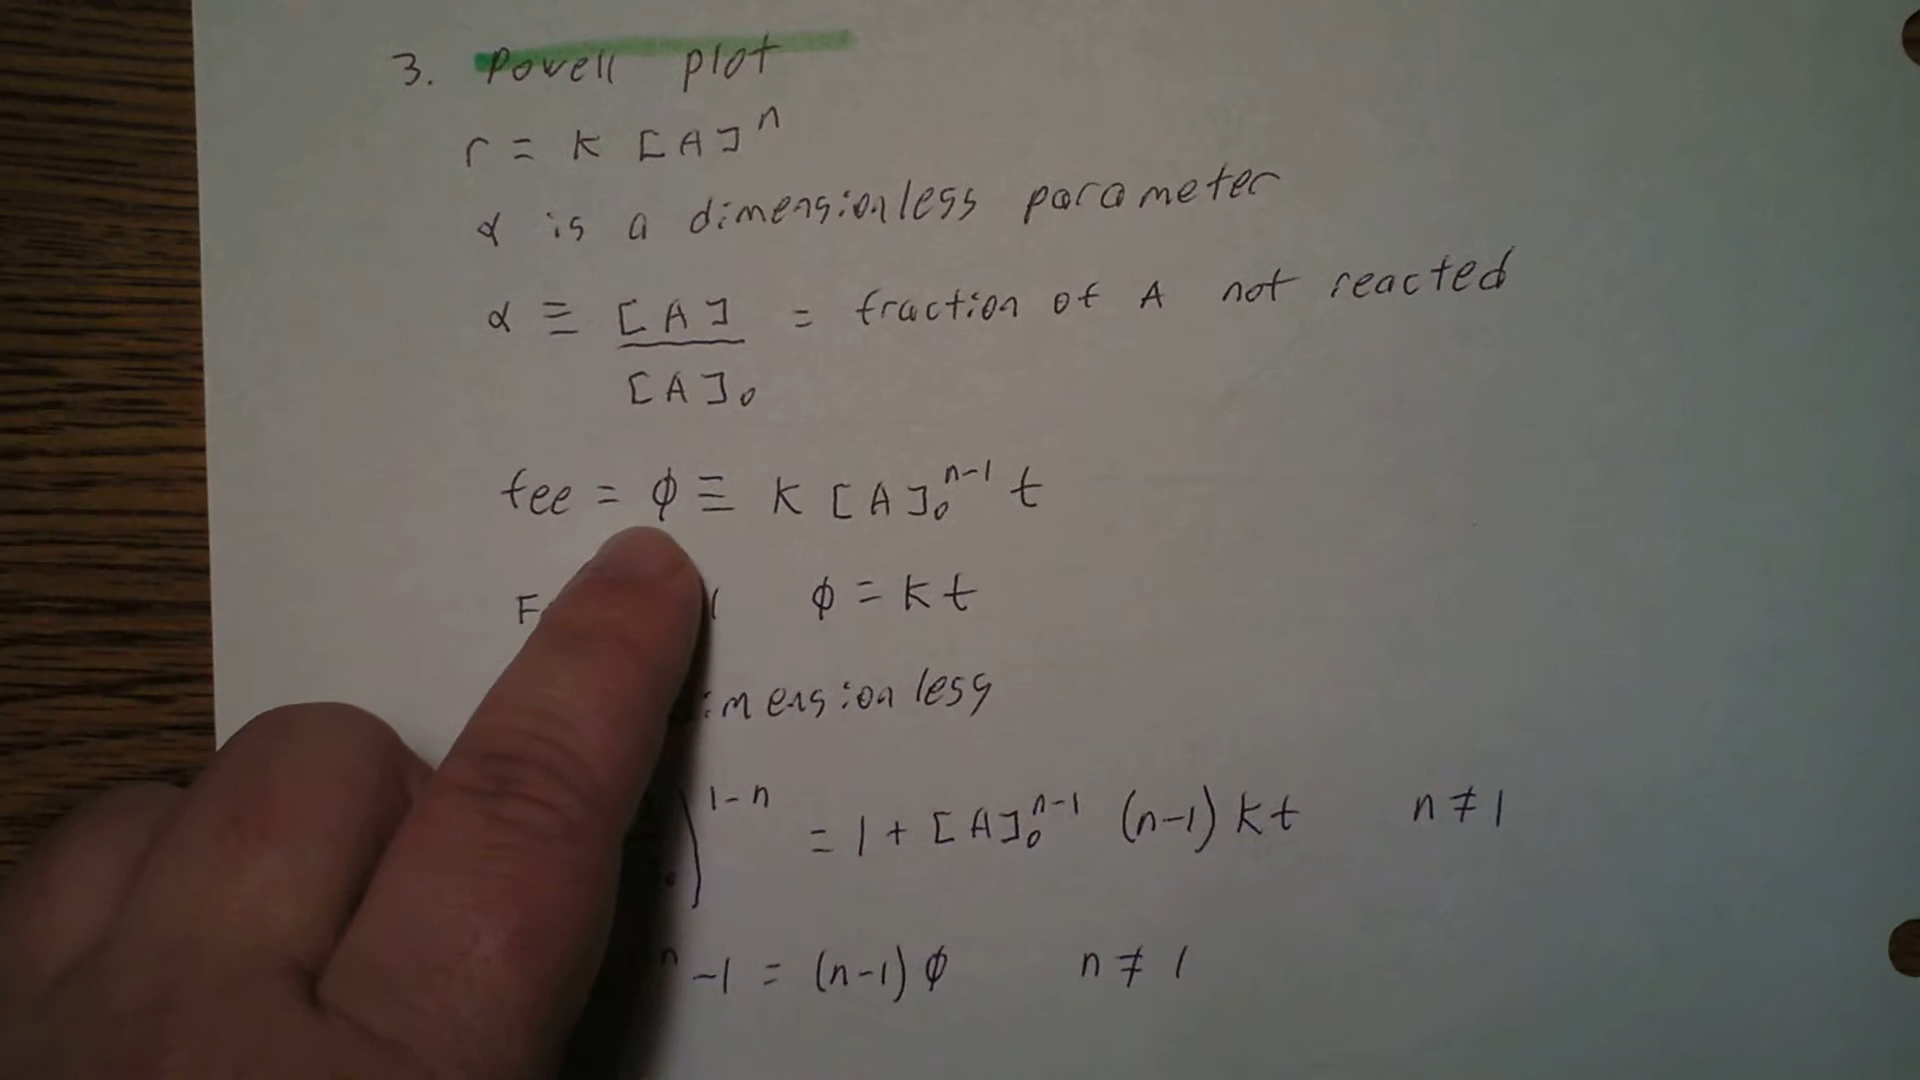 3. Powell plot
r = K [A]^n
α is a dimensionless parameter
α ≡ [A] / [A]₀ = fraction of A not reacted
fee = φ ≡ K [A]₀^n-1 t
φ = Kt
)^1-n = 1 + [A]₀^n-1 (n-1) Kt n ≠ 1
n -1 = (n-1) φ n ≠ 1